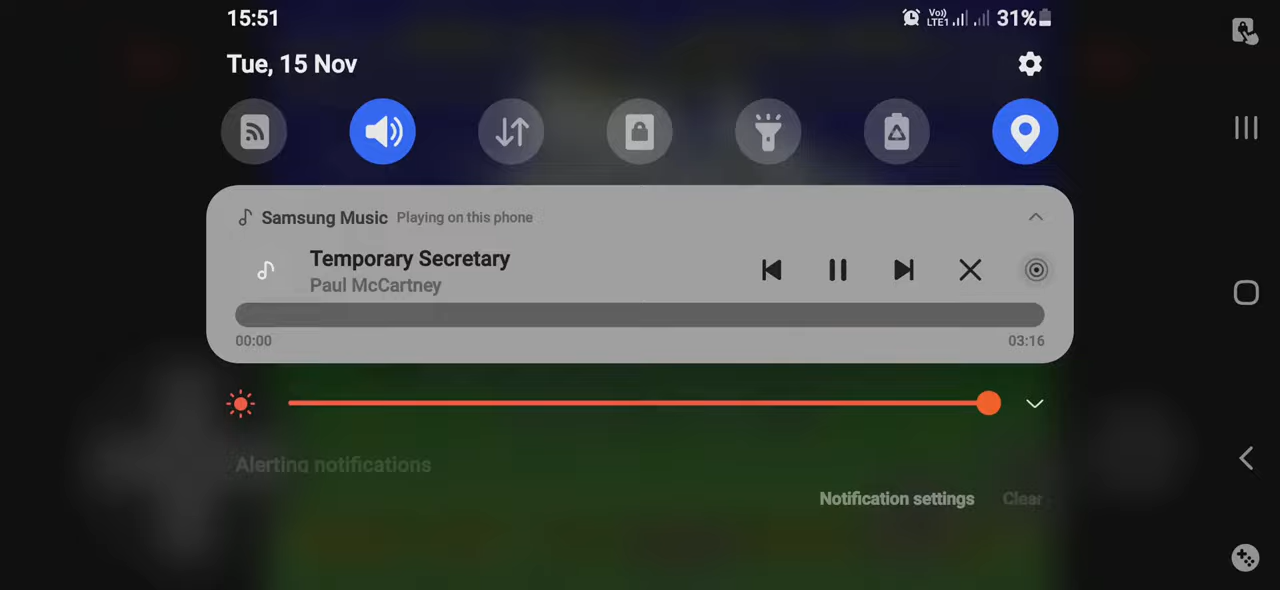 15:51 Vo)) LTE1 31%
Tue, 15 Nov
Samsung Music Playing on this phone
Temporary Secretary
Paul McCartney
00:00 03:16
Alerting notifications
Notification settings Clear